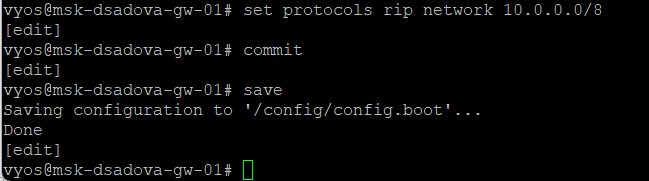 vyos@msk-dsadova-gw-01# set protocols rip network 10.0.0.0/8
[edit]
vyos@msk-dsadova-gw-01# commit
[edit]
vyos@msk-dsadova-gw-01# save
Saving configuration to '/config/config.boot'...
Done
[edit]
vyos@msk-dsadova-gw-01#